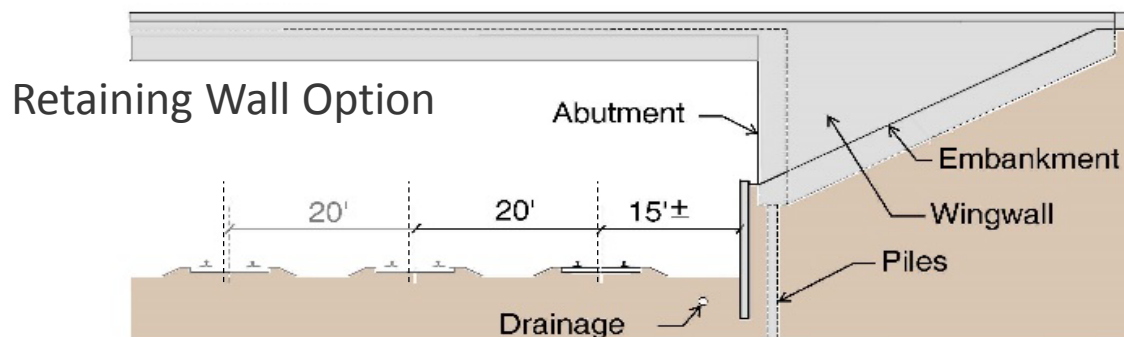 Retaining Wall Option
Abutment
Embankment
20'
20'
15'±
Wingwall
Piles
Drainage